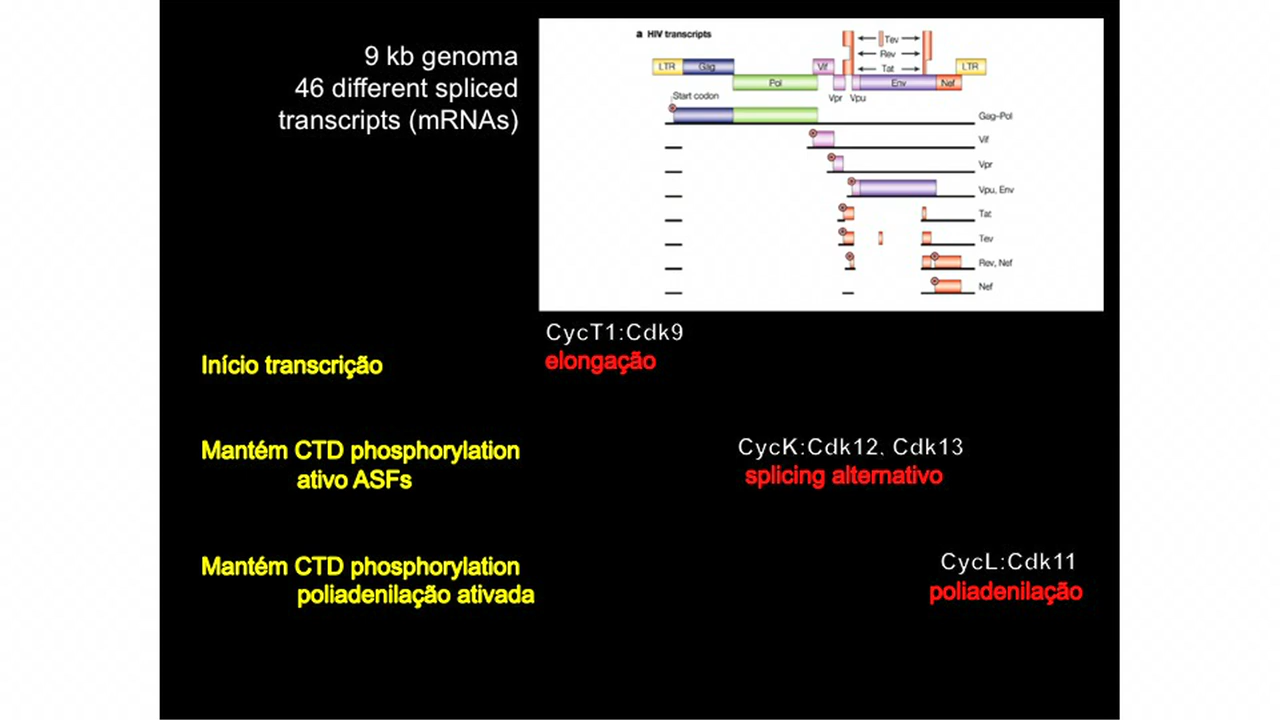 9 kb genoma
46 different spliced
transcripts (mRNAs)
a HIV transcripts
Tev
Rev
Tat
LTR Gag Vif LTR
Pol Env Nef
Vpr Vpu
Start codon
Gag–Pol
Vif
Vpr
Vpu, Env
Tat
Tev
Rev, Nef
Nef
CycT1:Cdk9
Início transcrição
elongação
Mantém CTD phosphorylation
ativo ASFs
CycK:Cdk12, Cdk13
splicing alternativo
Mantém CTD phosphorylation
poliadenilação ativada
CycL:Cdk11
poliadenilação